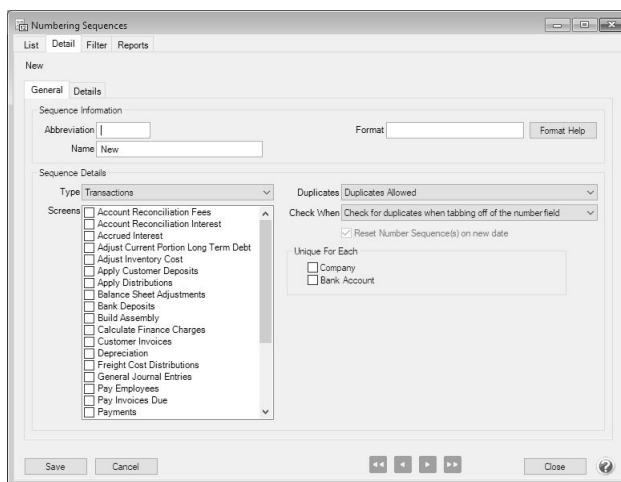 Numbering Sequences
List Detail Filter Reports
New
General Details
Sequence Information
Abbreviation Format Format Help
Name New
Sequence Details
Type Transactions Duplicates Duplicates Allowed
Screens Account Reconciliation Fees Check When Check for duplicates when tabbing off of the number field
Account Reconciliation Interest
Accrued Interest Reset Number Sequence(s) on new date
Adjust Current Portion Long Term Debt
Adjust Inventory Cost Unique For Each
Apply Customer Deposits Company
Apply Distributions Bank Account
Balance Sheet Adjustments
Bank Deposits
Build Assembly
Calculate Finance Charges
Customer Invoices
Depreciation
Freight Cost Distributions
General Journal Entries
Pay Employees
Pay Invoices Due
Payments
Save Cancel Close ?